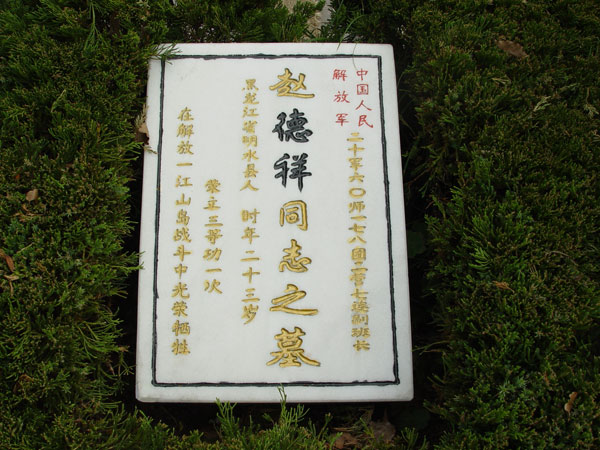 中国人民
解放军
二十军六〇师一七八团二营七连副班长
赵德祥同志之墓
黑龙江省明水县人 时年二十三岁
荣立三等功一次
在解放一江山岛战斗中光荣牺牲